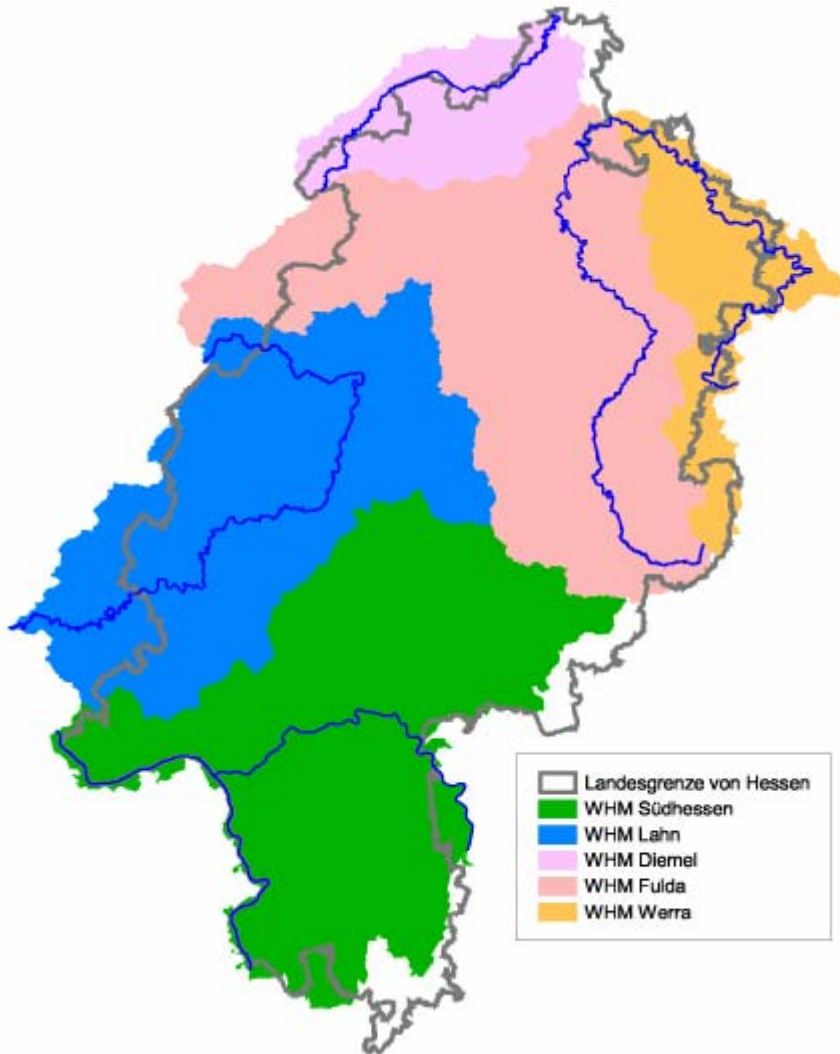 Landesgrenze von Hessen
WHM Südhessen
WHM Lahn
WHM Diemel
WHM Fulda
WHM Werra